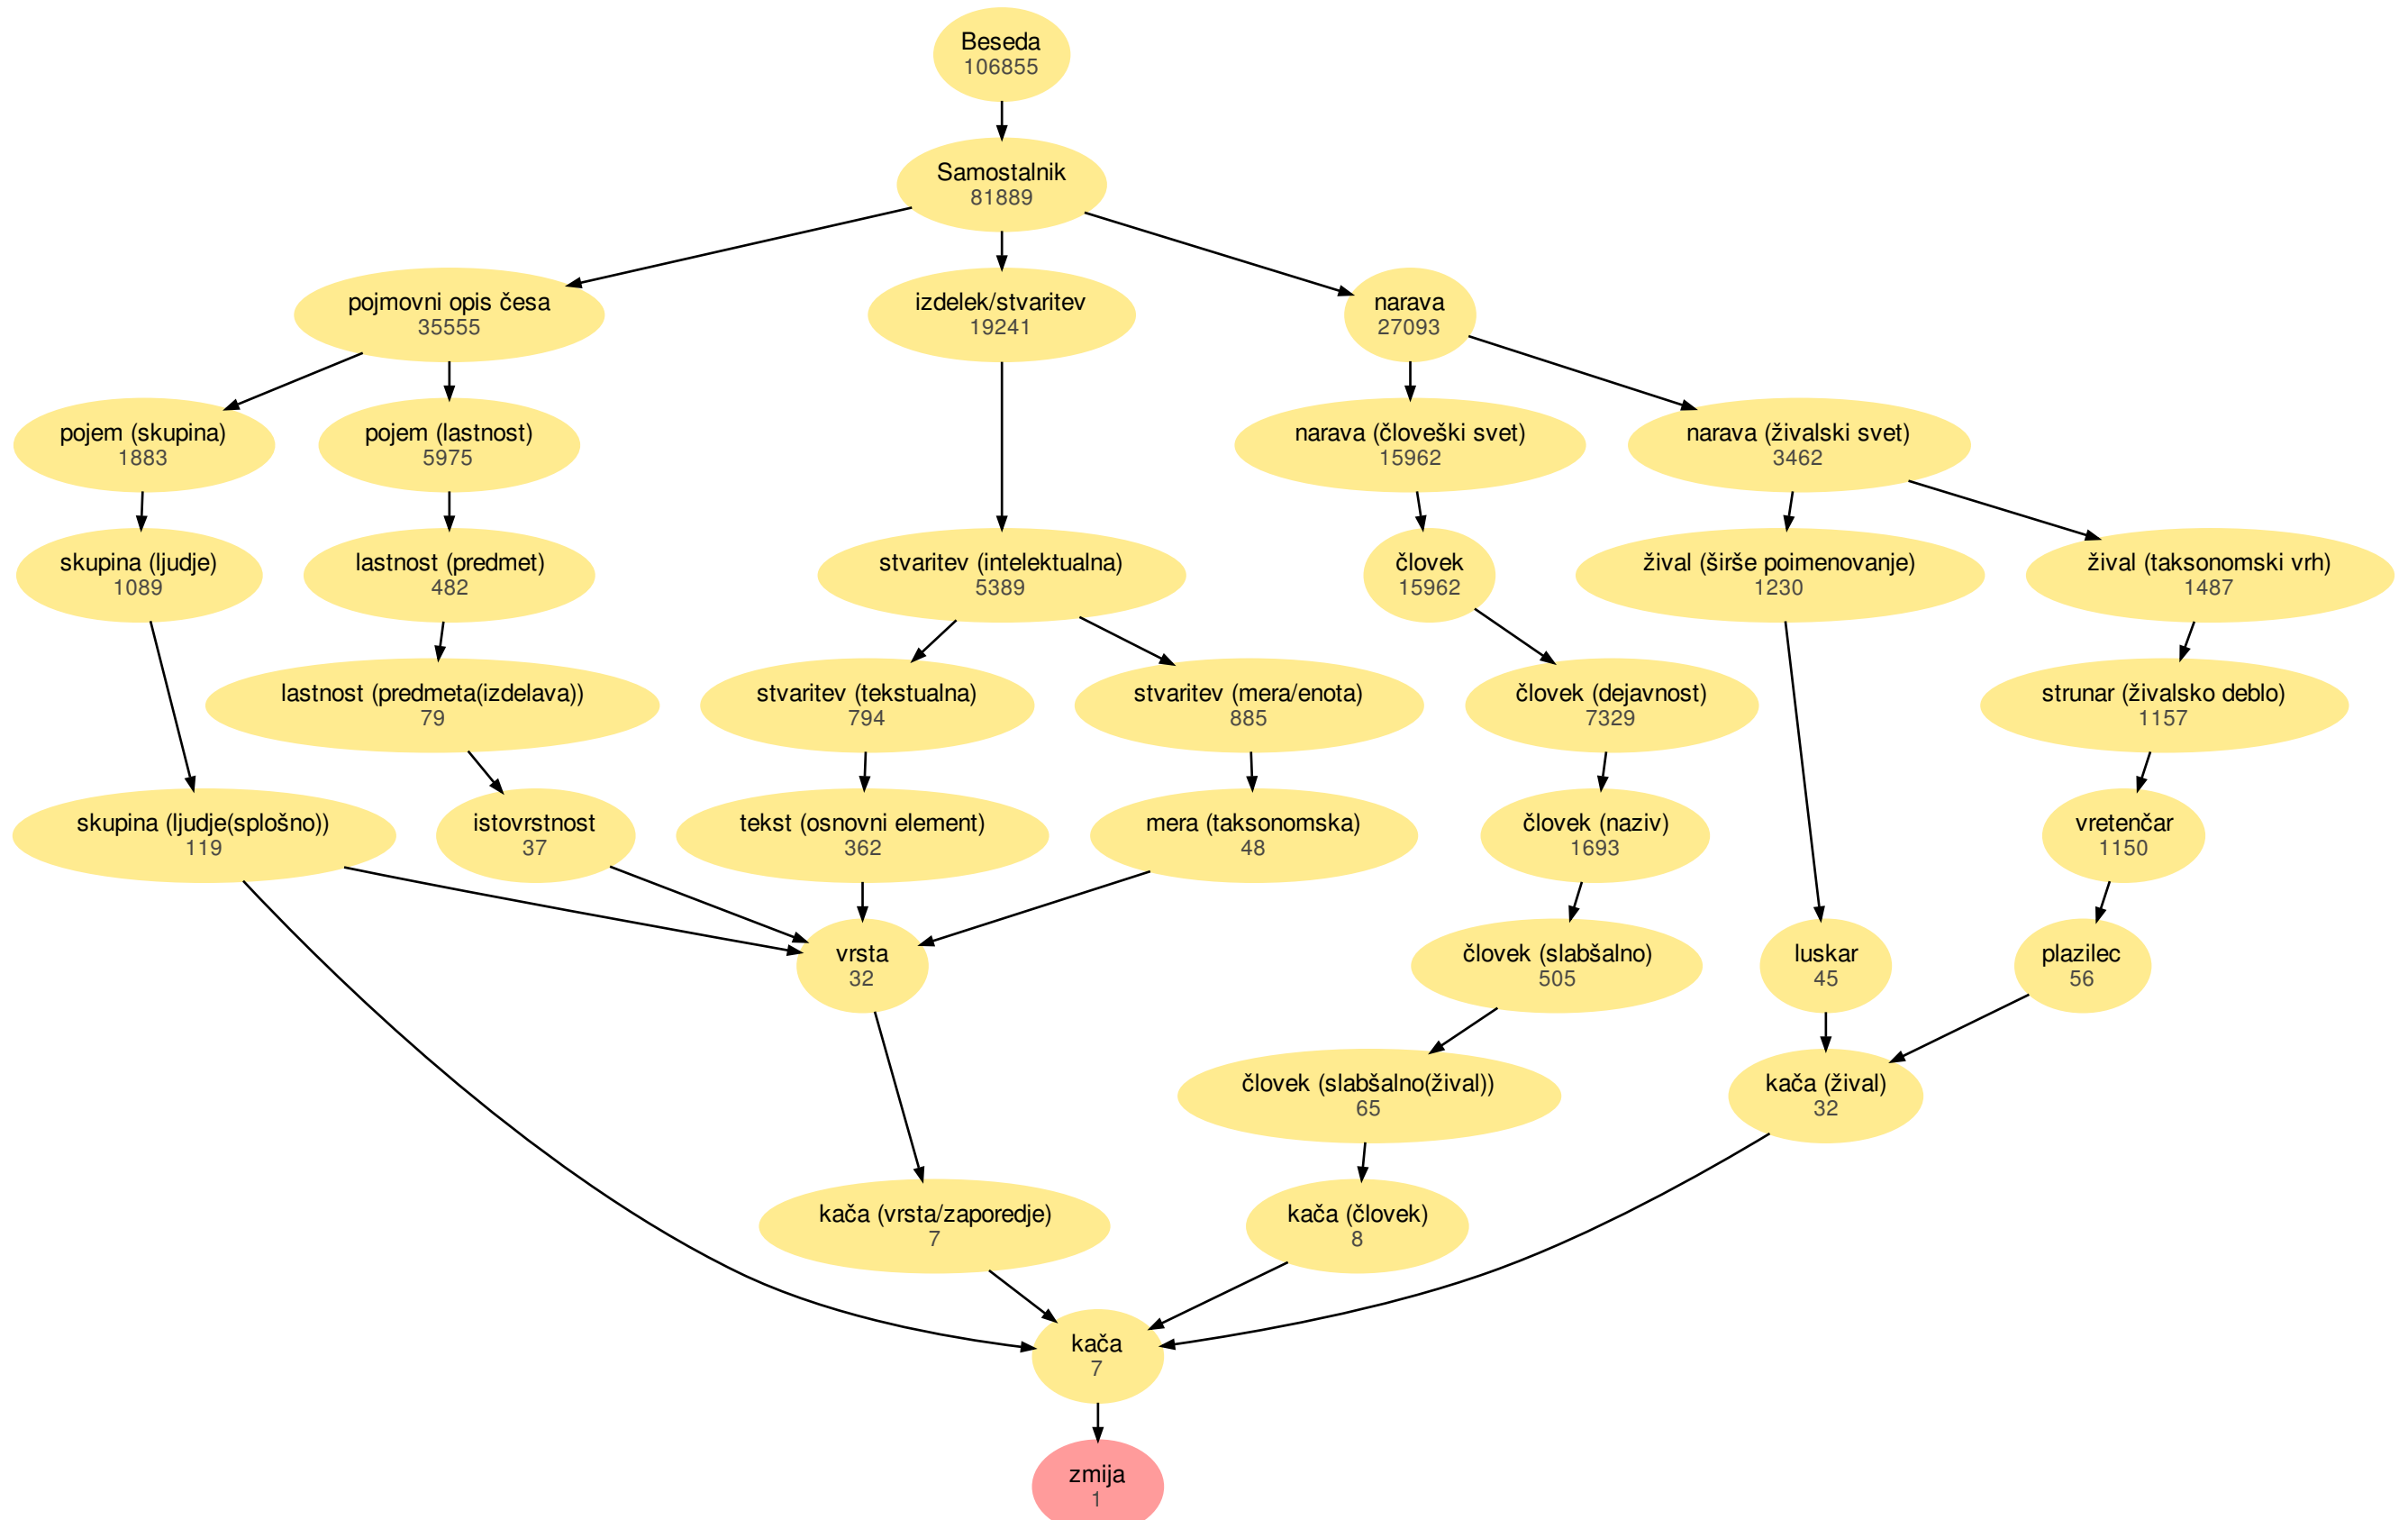 Beseda
106855
Samostalnik
81889
pojmovni opis česa
35555
izdelek/stvaritev
19241
narava
27093
pojem (skupina)
1883
pojem (lastnost)
5975
narava (človeški svet)
15962
narava (živalski svet)
3462
skupina (ljudje)
1089
lastnost (predmet)
482
stvaritev (intelektualna)
5389
človek
15962
žival (širše poimenovanje)
1230
žival (taksonomski vrh)
1487
lastnost (predmeta(izdelava))
79
stvaritev (tekstualna)
794
stvaritev (mera/enota)
885
človek (dejavnost)
7329
strunar (živalsko deblo)
1157
skupina (ljudje(splošno))
119
istovrstnost
37
tekst (osnovni element)
362
mera (taksonomska)
48
človek (naziv)
1693
vretenčar
1150
vrsta
32
človek (slabšalno)
505
luskar
45
plazilec
56
človek (slabšalno(žival))
65
kača (žival)
32
kača (vrsta/zaporedje)
7
kača (človek)
8
kača
7
zmija
1